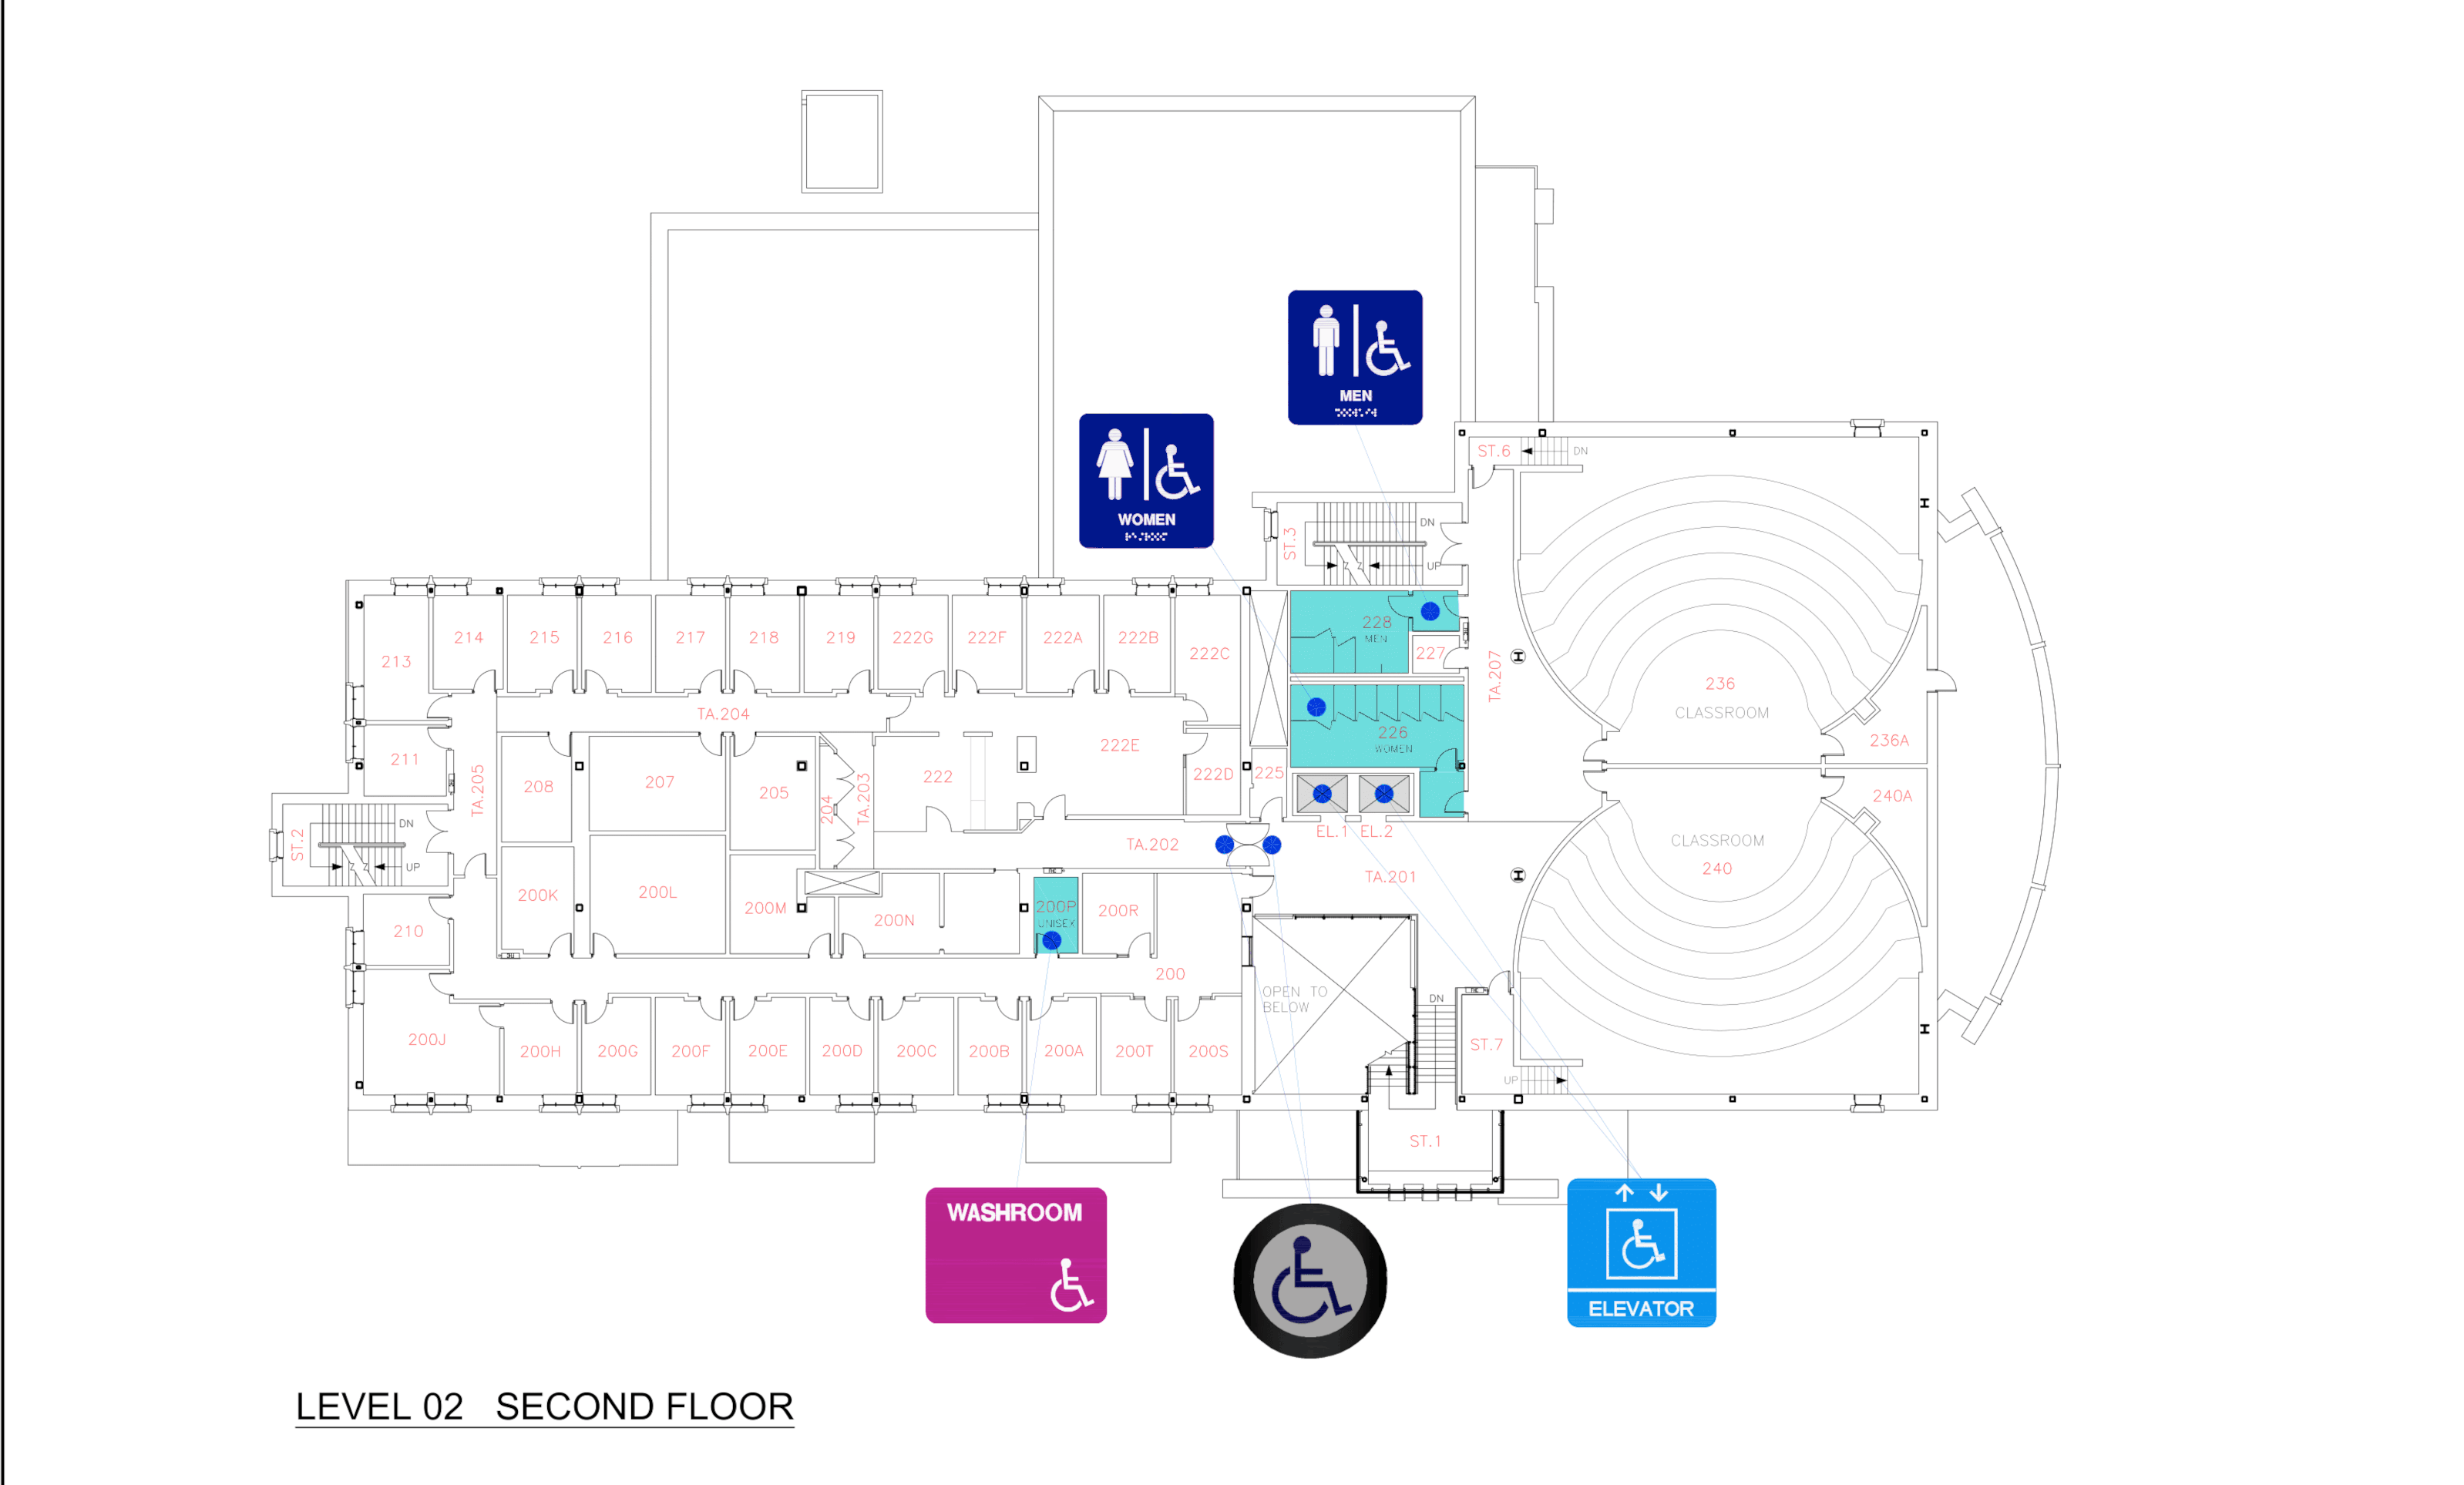 MEN
WOMEN
ST.6
DN
ST.3
DN
UP
214
215
216
217
218
219
222G
222F
222A
222B
222C
213
228
MEN
227
TA.207
236
CLASSROOM
TA.204
226
WOMEN
211
222E
236A
TA.205
208
207
205
204
TA.203
222
222D
225
240A
ST.2
DN
UP
EL.1
EL.2
TA.202
CLASSROOM
240
TA.201
200K
200L
200M
200N
200P
UNISEX
200R
210
200
OPEN TO
BELOW
DN
200J
200H
200G
200F
200E
200D
200C
200B
200A
200T
200S
ST.7
UP
ST.1
WASHROOM
ELEVATOR
LEVEL 02 SECOND FLOOR